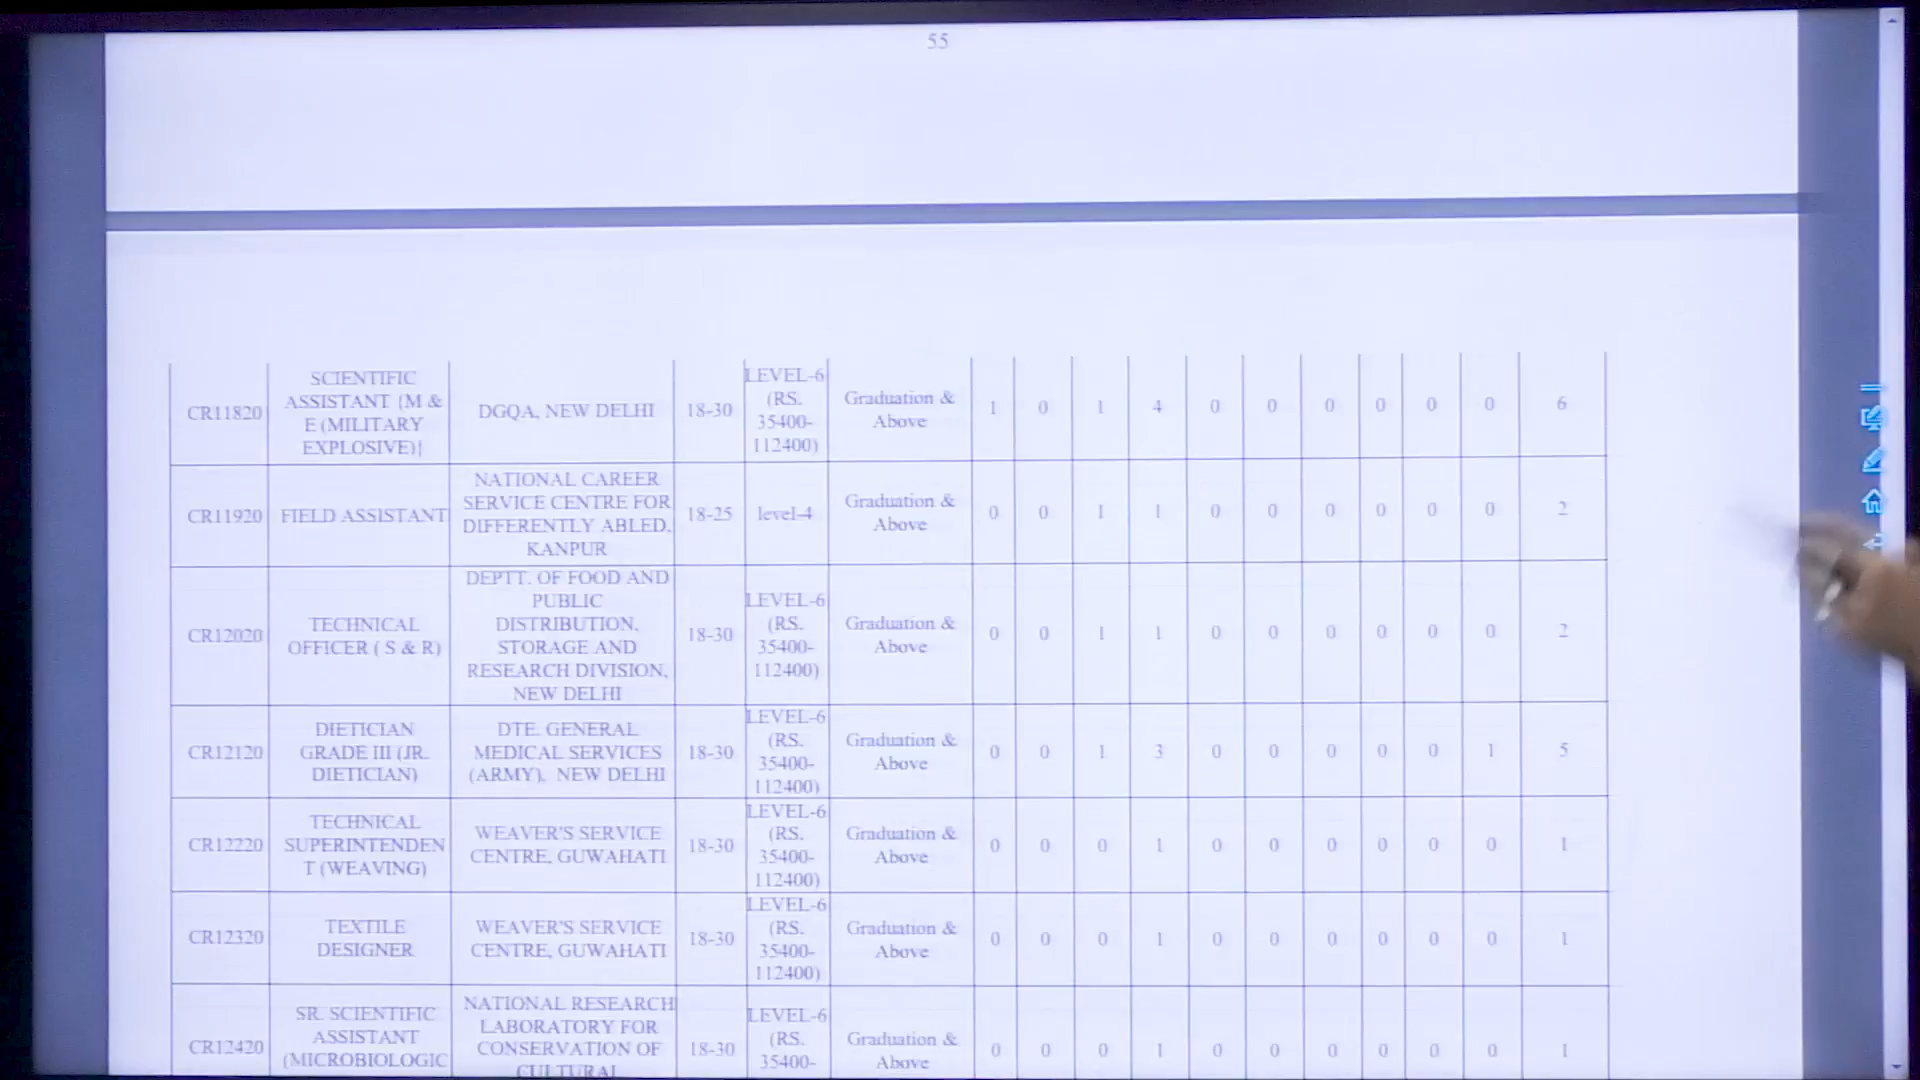 55
CR11820
SCIENTIFIC
ASSISTANT {M &
E (MILITARY
EXPLOSIVE)}
DGQA, NEW DELHI
18-30
LEVEL-6
(RS.
35400-
112400)
Graduation &
Above
1 0 1 4 0 0 0 0 0 0 6
CR11920
FIELD ASSISTANT
NATIONAL CAREER
SERVICE CENTRE FOR
DIFFERENTLY ABLED,
KANPUR
18-25
level-4
Graduation &
Above
0 0 1 1 0 0 0 0 0 0 2
CR12020
TECHNICAL
OFFICER ( S & R)
DEPTT. OF FOOD AND
PUBLIC
DISTRIBUTION,
STORAGE AND
RESEARCH DIVISION,
NEW DELHI
18-30
LEVEL-6
(RS.
35400-
112400)
Graduation &
Above
0 0 1 1 0 0 0 0 0 0 2
CR12120
DIETICIAN
GRADE III (JR.
DIETICIAN)
DTE. GENERAL
MEDICAL SERVICES
(ARMY), NEW DELHI
18-30
LEVEL-6
(RS.
35400-
112400)
Graduation &
Above
0 0 1 3 0 0 0 0 0 1 5
CR12220
TECHNICAL
SUPERINTENDEN
T (WEAVING)
WEAVER'S SERVICE
CENTRE, GUWAHATI
18-30
LEVEL-6
(RS.
35400-
112400)
Graduation &
Above
0 0 0 1 0 0 0 0 0 0 1
CR12320
TEXTILE
DESIGNER
WEAVER'S SERVICE
CENTRE, GUWAHATI
18-30
LEVEL-6
(RS.
35400-
112400)
Graduation &
Above
0 0 0 1 0 0 0 0 0 0 1
CR12420
SR. SCIENTIFIC
ASSISTANT
(MICROBIOLOGIC
NATIONAL RESEARCH
LABORATORY FOR
CONSERVATION OF
CULTURAL
18-30
LEVEL-6
(RS.
35400-
Graduation &
Above
0 0 0 1 0 0 0 0 0 0 1